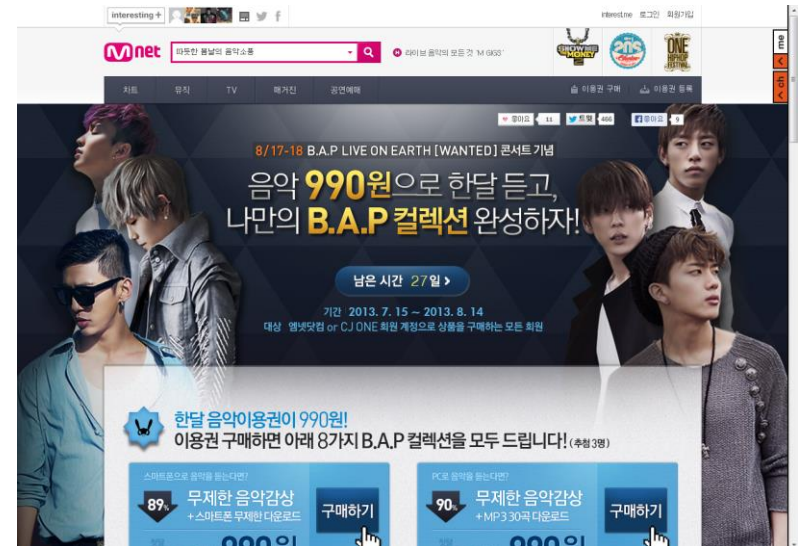 interesting +
interest.me 로그인 회원가입
Mnet
따뜻한 봄날의 음악소풍
라이브 음악의 모든것 'M GIGS'
SHOW ME THE MONEY
20's Choice
ONE HIPHOP FESTIVAL
me
ch
차트 뮤직 TV 매거진 공연예매 이용권 구매 이용권 등록
좋아요 11 트윗 466 좋아요 9
8/17-18 B.A.P LIVE ON EARTH [WANTED] 콘서트 기념
음악 990원으로 한달 듣고,
나만의 B.A.P 컬렉션 완성하자!
남은 시간 27일 >
기간 2013. 7. 15 ~ 2013. 8. 14
대상 엠넷닷컴 or CJ ONE 회원 계정으로 상품을 구매하는 모든 회원
한달 음악이용권이 990원!
이용권 구매하면 아래 8가지 B.A.P 컬렉션을 모두 드립니다! (추첨 3명)
스마트폰으로 음악을 듣는다면?
89%
무제한 음악감상
+스마트폰 무제한 다운로드
구매하기
990원
PC로 음악을 듣는다면?
90%
무제한 음악감상
+MP3 30곡 다운로드
구매하기
990원